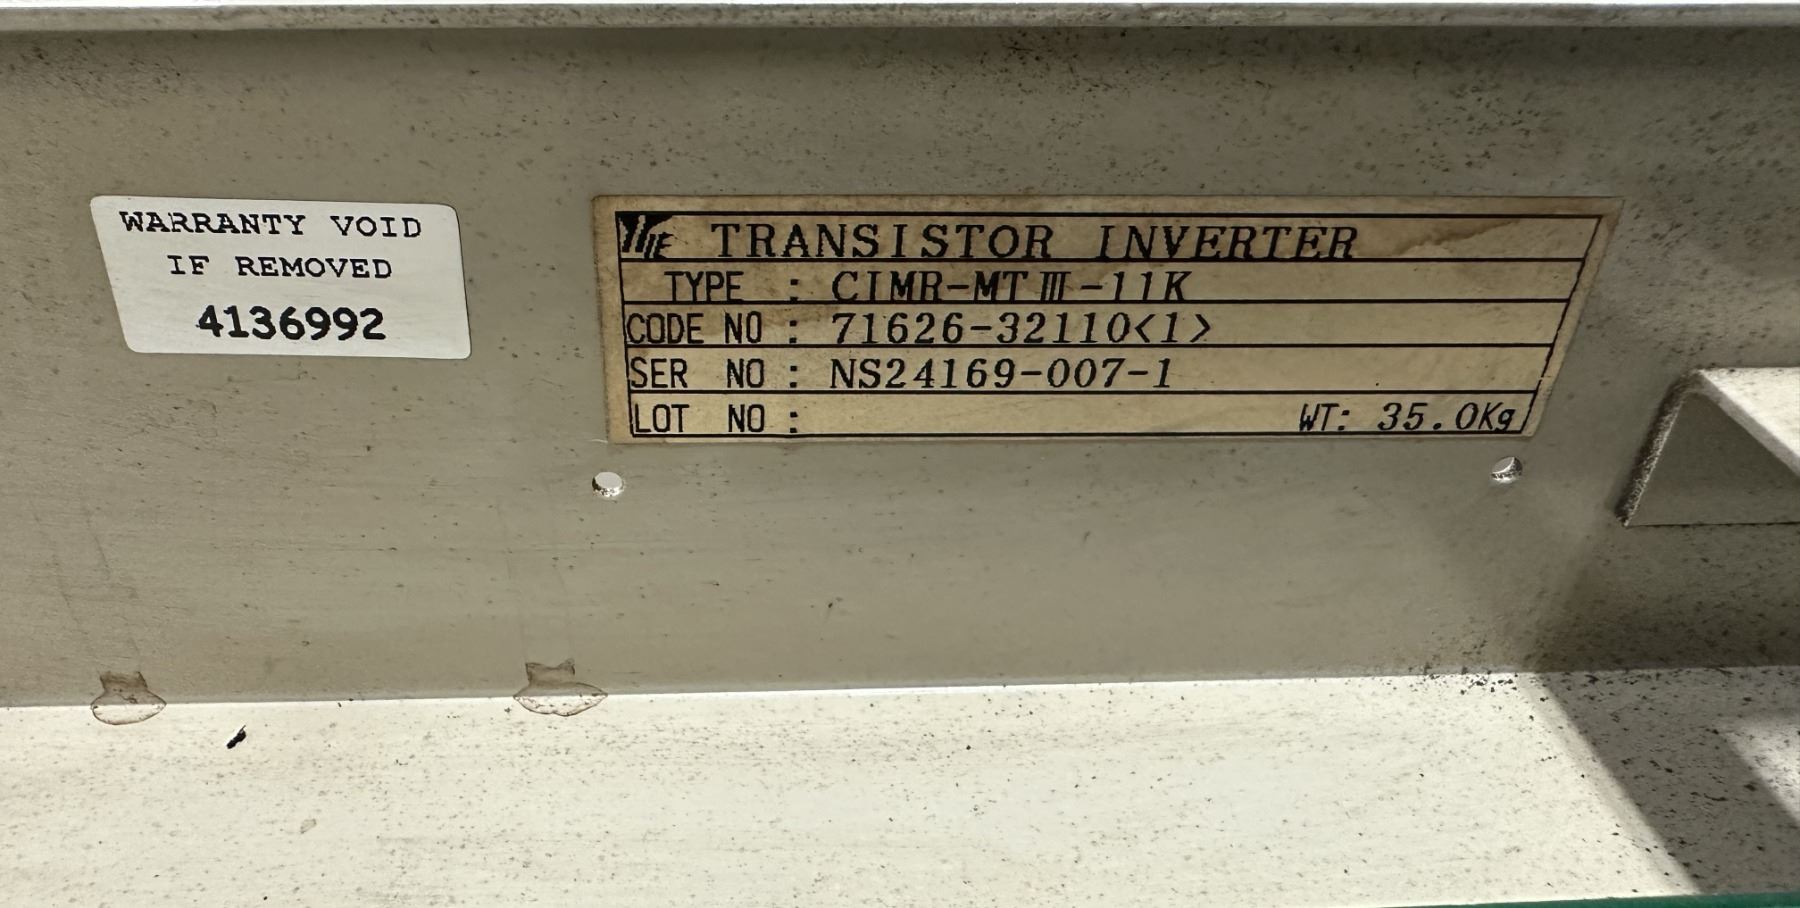 WARRANTY VOID
IF REMOVED
4136992
TRANSISTOR INVERTER
TYPE : CIMR-MTⅢ-11K
CODE NO : 71626-32110<1>
SER NO : NS24169-007-1
LOT NO : WT: 35.0Kg